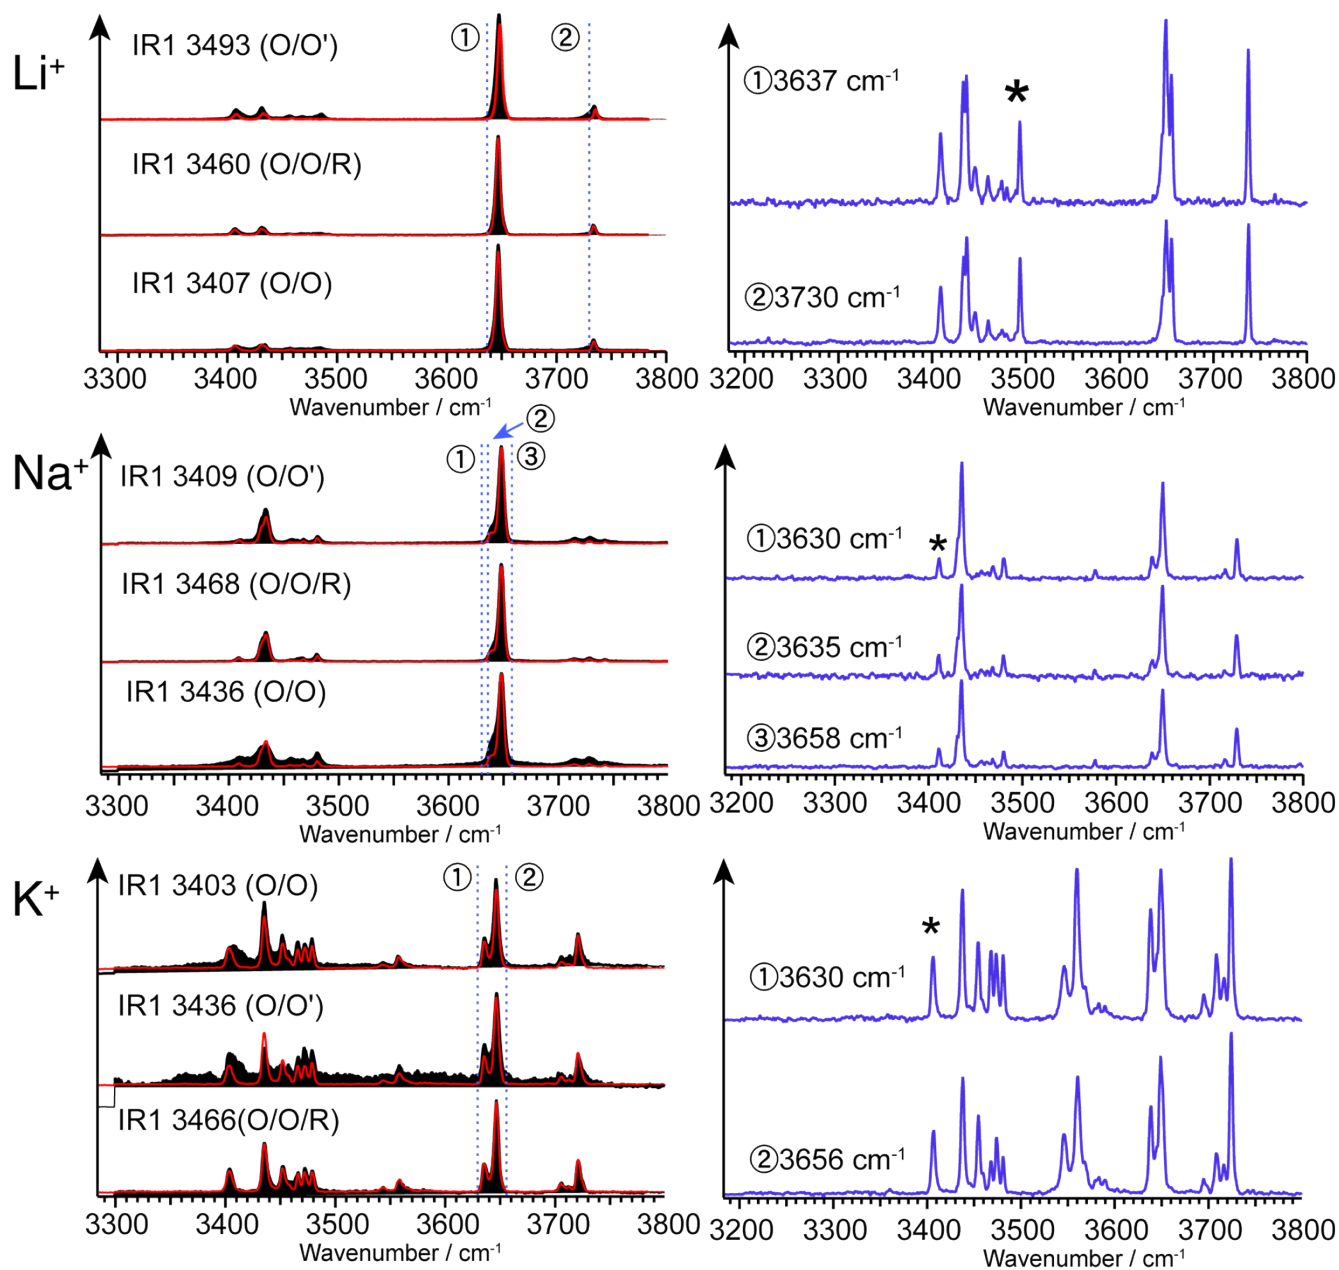 Li⁺
IR1 3493 (O/O')
① ②
IR1 3460 (O/O/R)
IR1 3407 (O/O)
3300 3400 3500 3600 3700 3800
Wavenumber / cm⁻¹
①3637 cm⁻¹
*
②3730 cm⁻¹
3200 3300 3400 3500 3600 3700 3800
Wavenumber / cm⁻¹
Na⁺
②
IR1 3409 (O/O')
① ③
IR1 3468 (O/O/R)
IR1 3436 (O/O)
3300 3400 3500 3600 3700 3800
Wavenumber / cm⁻¹
①3630 cm⁻¹
*
②3635 cm⁻¹
③3658 cm⁻¹
3200 3300 3400 3500 3600 3700 3800
Wavenumber / cm⁻¹
K⁺
IR1 3403 (O/O)
① ②
IR1 3436 (O/O')
IR1 3466(O/O/R)
3300 3400 3500 3600 3700 3800
Wavenumber / cm⁻¹
*
①3630 cm⁻¹
②3656 cm⁻¹
3200 3300 3400 3500 3600 3700 3800
Wavenumber / cm⁻¹